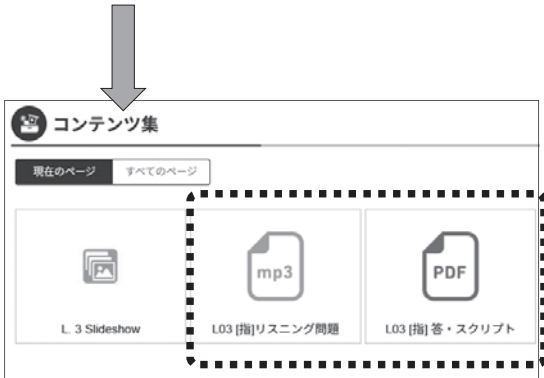 コンテンツ集
現在のページ すべてのページ
mp3 PDF
L. 3 Slideshow L03 [指]リスニング問題 L03 [指] 答・スクリプト